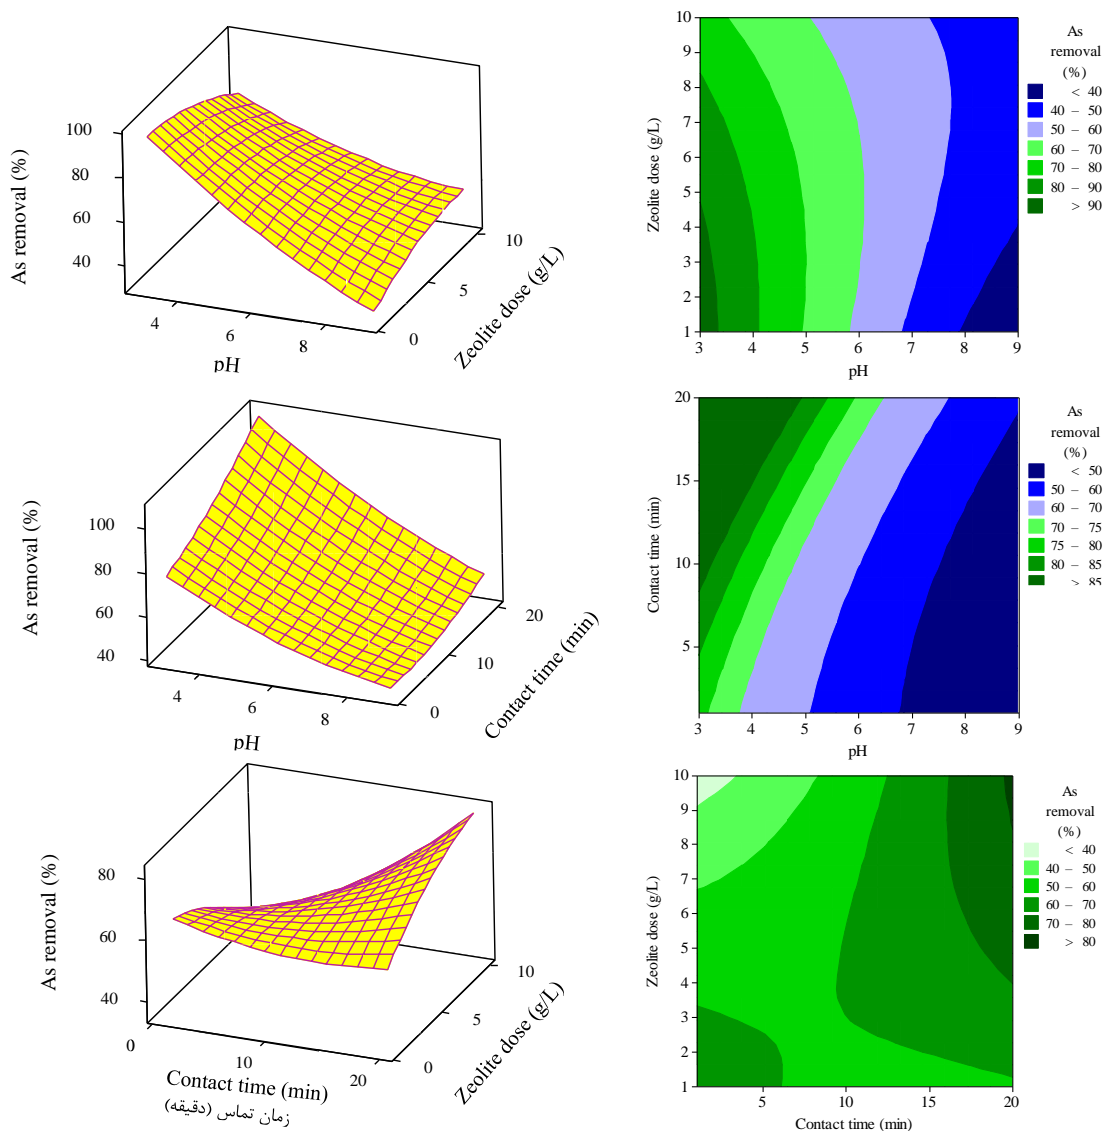 As removal (%)
100
80
60
40
4
6
8
pH
0
5
10
Zeolite dose (g/L)
Zeolite dose (g/L)
10
9
8
7
6
5
4
3
2
1
3
4
5
6
7
8
9
pH
As
removal
(%)
< 40
40 – 50
50 – 60
60 – 70
70 – 80
80 – 90
> 90
As removal (%)
100
80
60
40
4
6
8
pH
0
10
20
Contact time (min)
Contact time (min)
20
15
10
5
3
4
5
6
7
8
9
pH
As
removal
(%)
< 50
50 – 60
60 – 70
70 – 75
75 – 80
80 – 85
> 85
As removal (%)
80
60
40
0
10
20
Contact time (min)
زمان تماس (دقیقه)
0
5
10
Zeolite dose (g/L)
Zeolite dose (g/L)
10
9
8
7
6
5
4
3
2
1
5
10
15
20
Contact time (min)
As
removal
(%)
< 40
40 – 50
50 – 60
60 – 70
70 – 80
> 80